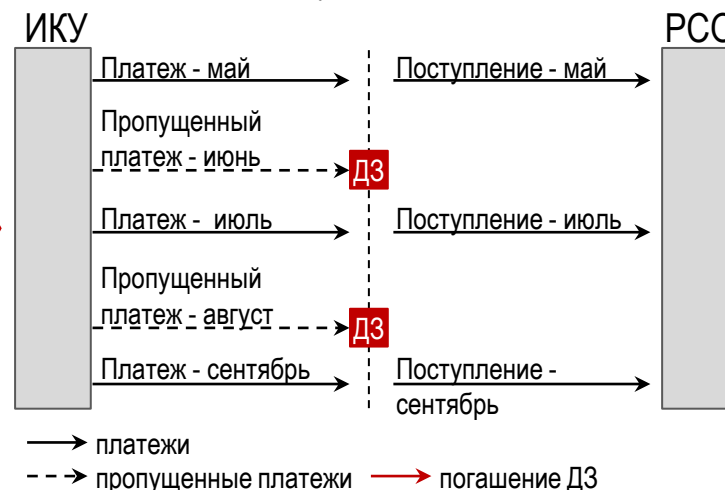 ИКУ
РСО
Платеж - май
Поступление - май
Пропущенный
платеж - июнь
ДЗ
Платеж - июль
Поступление - июль
Пропущенный
платеж - август
ДЗ
Платеж - сентябрь
Поступление -
сентябрь
платежи
пропущенные платежи
погашение ДЗ